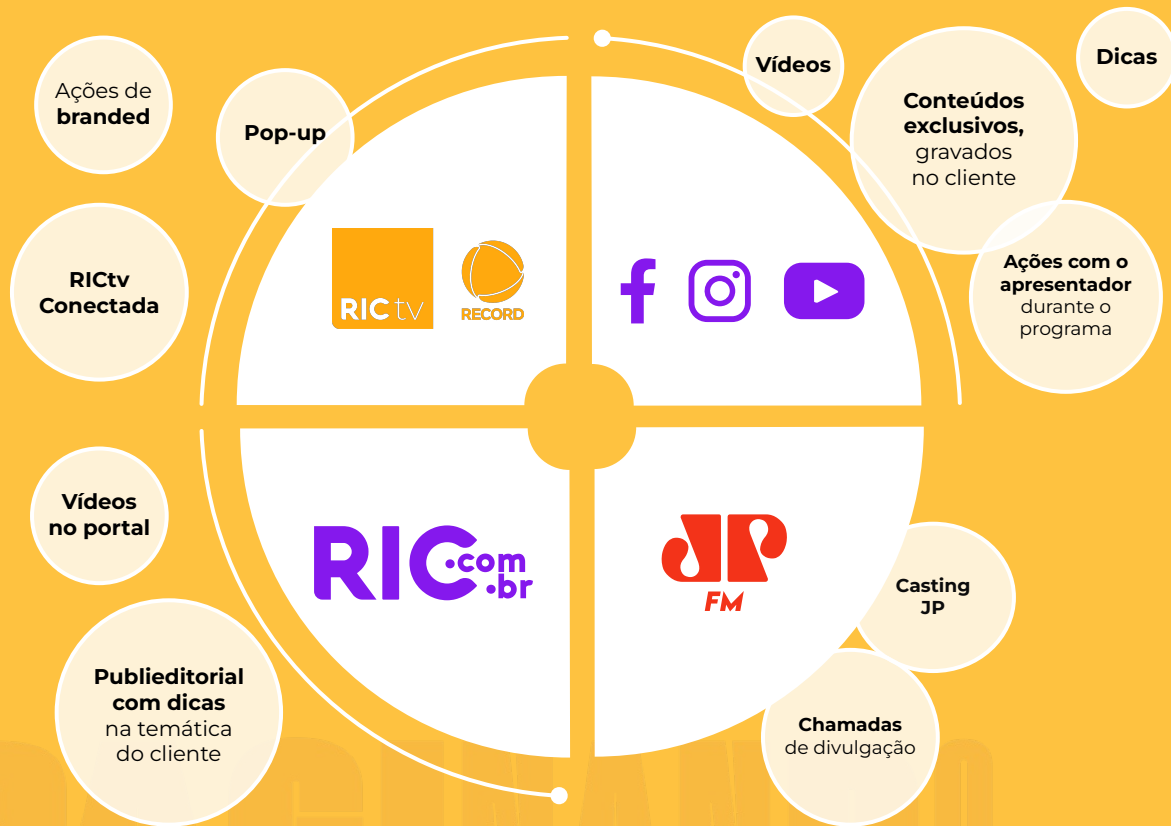 Ações de
branded
Pop-up
RICtv
Conectada
RICtv
RECORD
Vídeos
Conteúdos
exclusivos,
gravados
no cliente
Dicas
Ações com o
apresentador
durante o
programa
Vídeos
no portal
Publieditorial
com dicas
na temática
do cliente
RIC.com
.br
JP
FM
Casting
JP
Chamadas
de divulgação